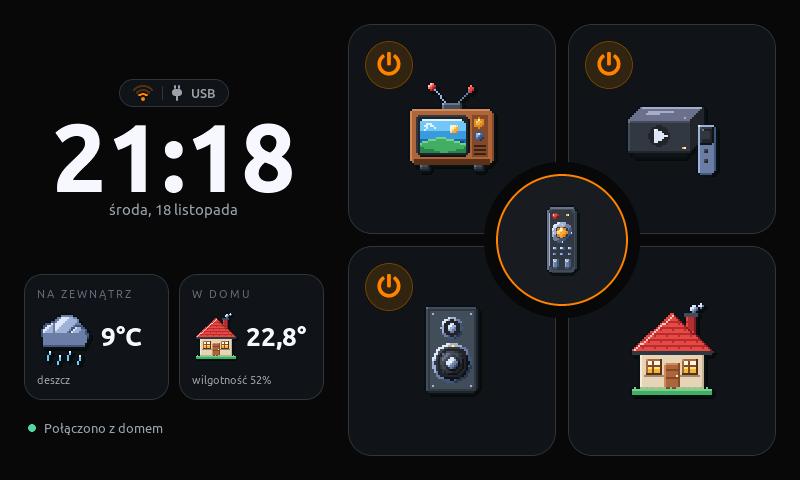 USB
21:18
środa, 18 listopada
NA ZEWNĄTRZ
9°C
deszcz
W DOMU
22,8°
wilgotność 52%
Połączono z domem